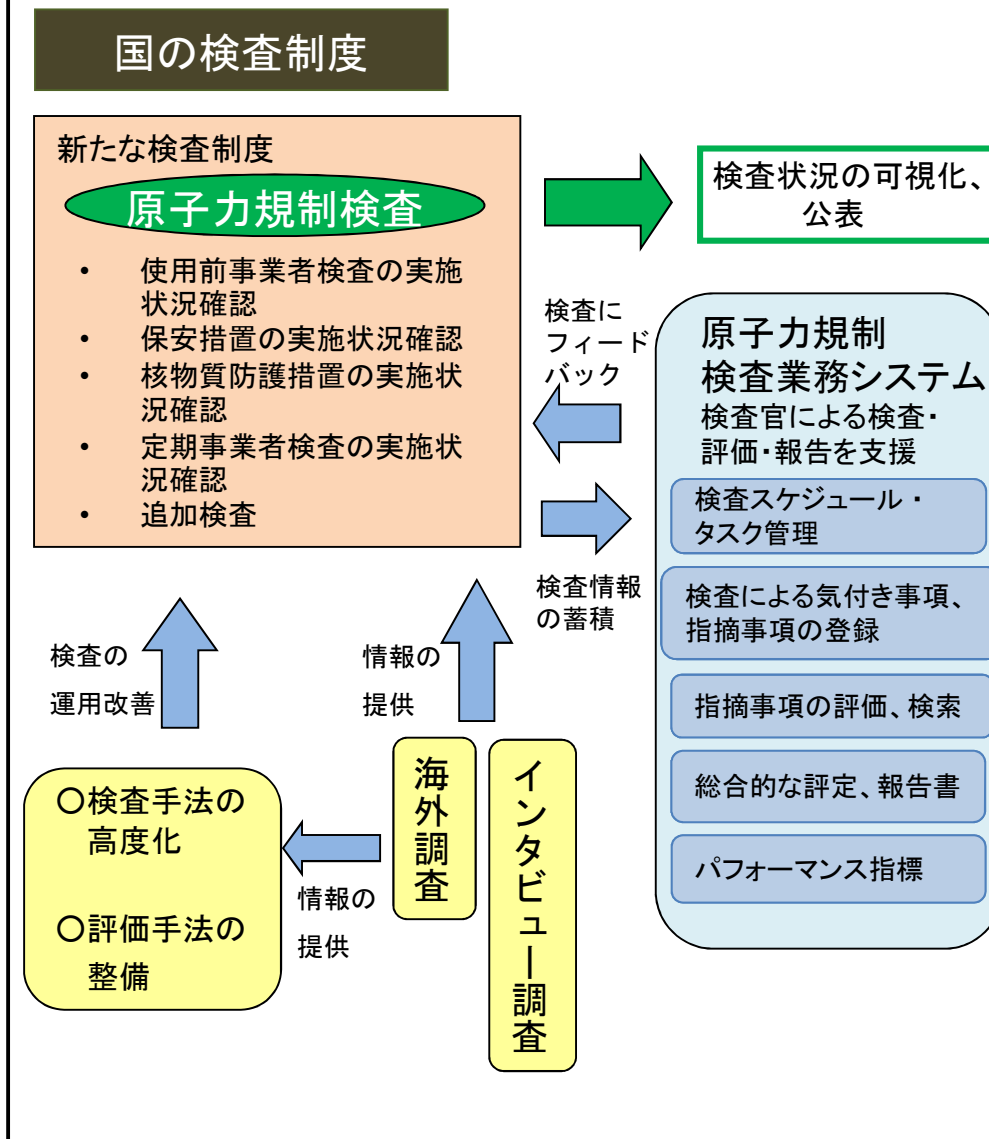 国の検査制度
新たな検査制度
原子力規制検査
• 使用前事業者検査の実施
状況確認
• 保安措置の実施状況確認
• 核物質防護措置の実施状
況確認
• 定期事業者検査の実施状
況確認
• 追加検査
検査状況の可視化、
公表
検査に
フィード
バック
検査情報
の蓄積
原子力規制
検査業務システム
検査官による検査・
評価・報告を支援
検査スケジュール・
タスク管理
検査による気付き事項、
指摘事項の登録
指摘事項の評価、検索
総合的な評定、報告書
パフォーマンス指標
検査の
運用改善
情報の
提供
〇検査手法の
高度化
〇評価手法の
整備
情報の
提供
海外調査
インタビュー調査